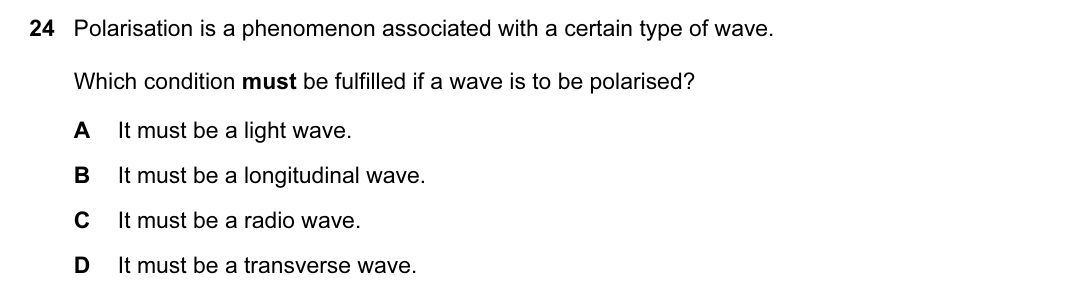 24 Polarisation is a phenomenon associated with a certain type of wave.
Which condition must be fulfilled if a wave is to be polarised?
A It must be a light wave.
B It must be a longitudinal wave.
C It must be a radio wave.
D It must be a transverse wave.